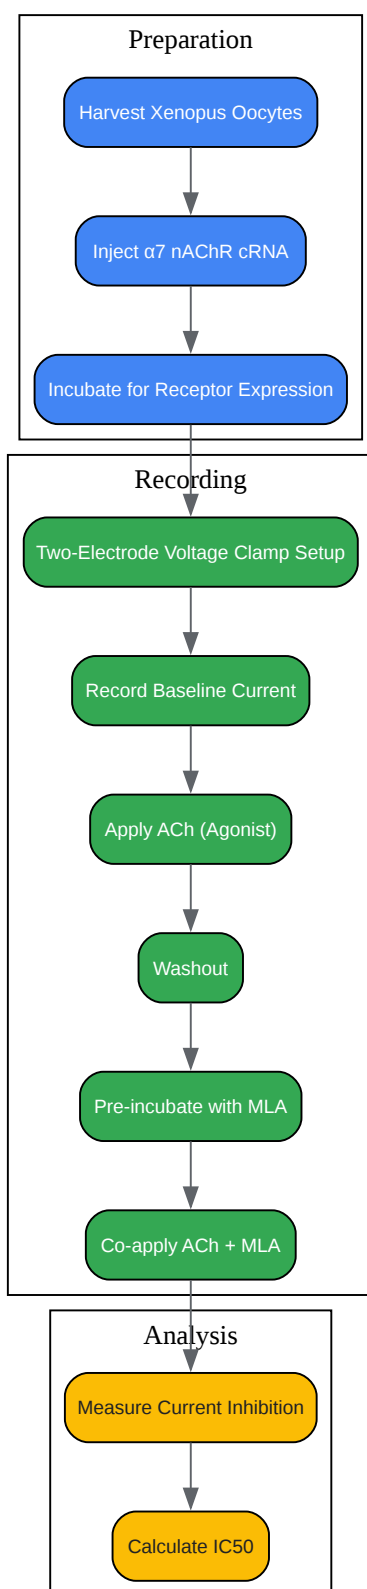 Preparation
Harvest Xenopus Oocytes
Inject α7 nAChR cRNA
Incubate for Receptor Expression
Recording
Two-Electrode Voltage Clamp Setup
Record Baseline Current
Apply ACh (Agonist)
Washout
Pre-incubate with MLA
Co-apply ACh + MLA
Analysis
Measure Current Inhibition
Calculate IC50